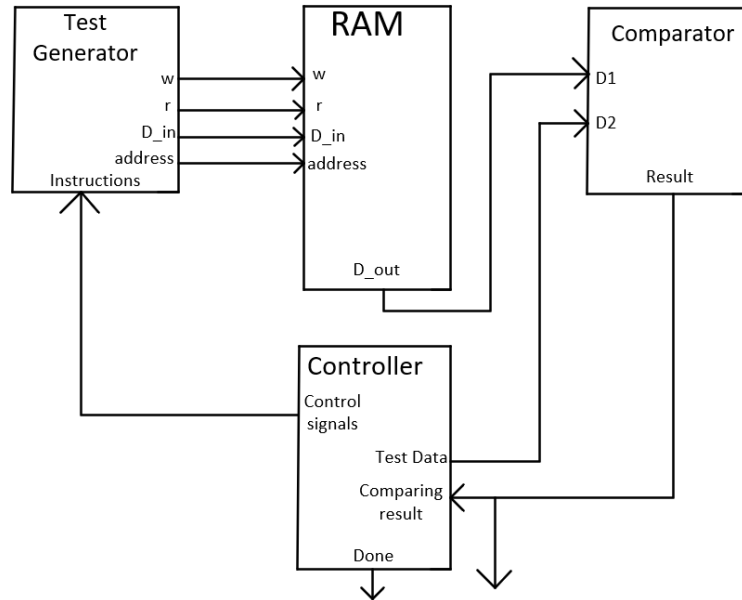 Test
Generator
w
r
D_in
address
Instructions
RAM
w
r
D_in
address
D_out
Comparator
D1
D2
Result
Controller
Control
signals
Test Data
Comparing
result
Done